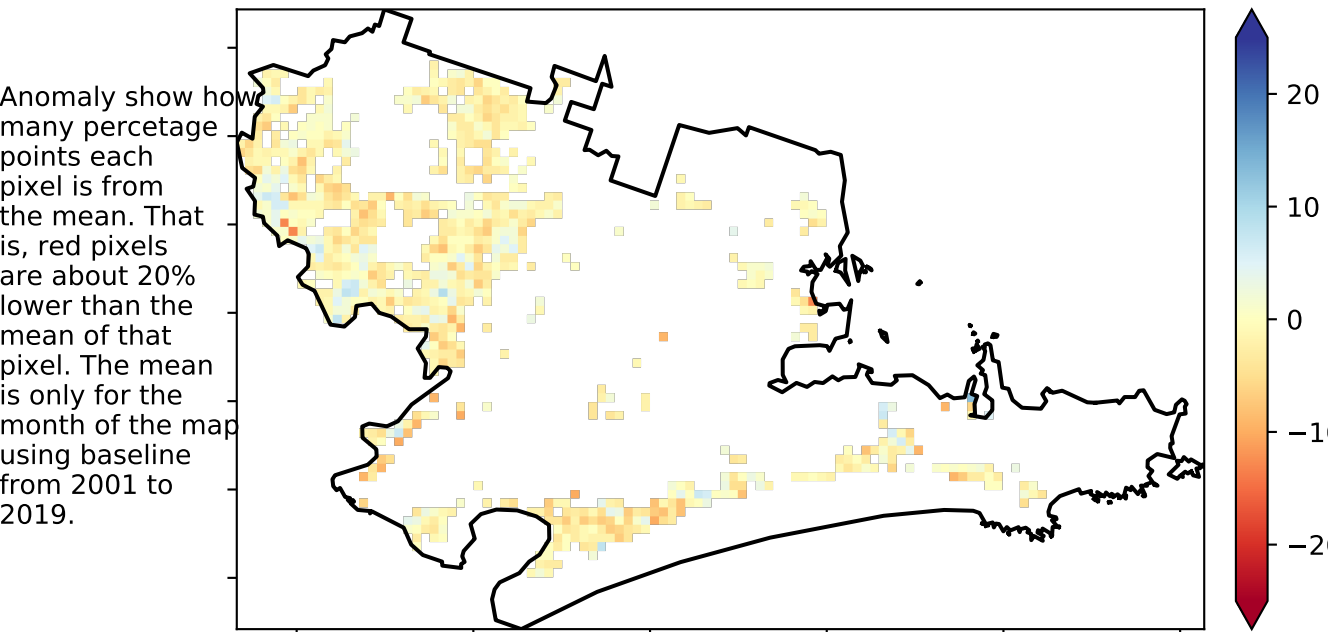 Anomaly show how
many percetage
points each
pixel is from
the mean. That
is, red pixels
are about 20%
lower than the
mean of that
pixel. The mean
is only for the
month of the map
using baseline
from 2001 to
2019.
20
10
0
−10
−20